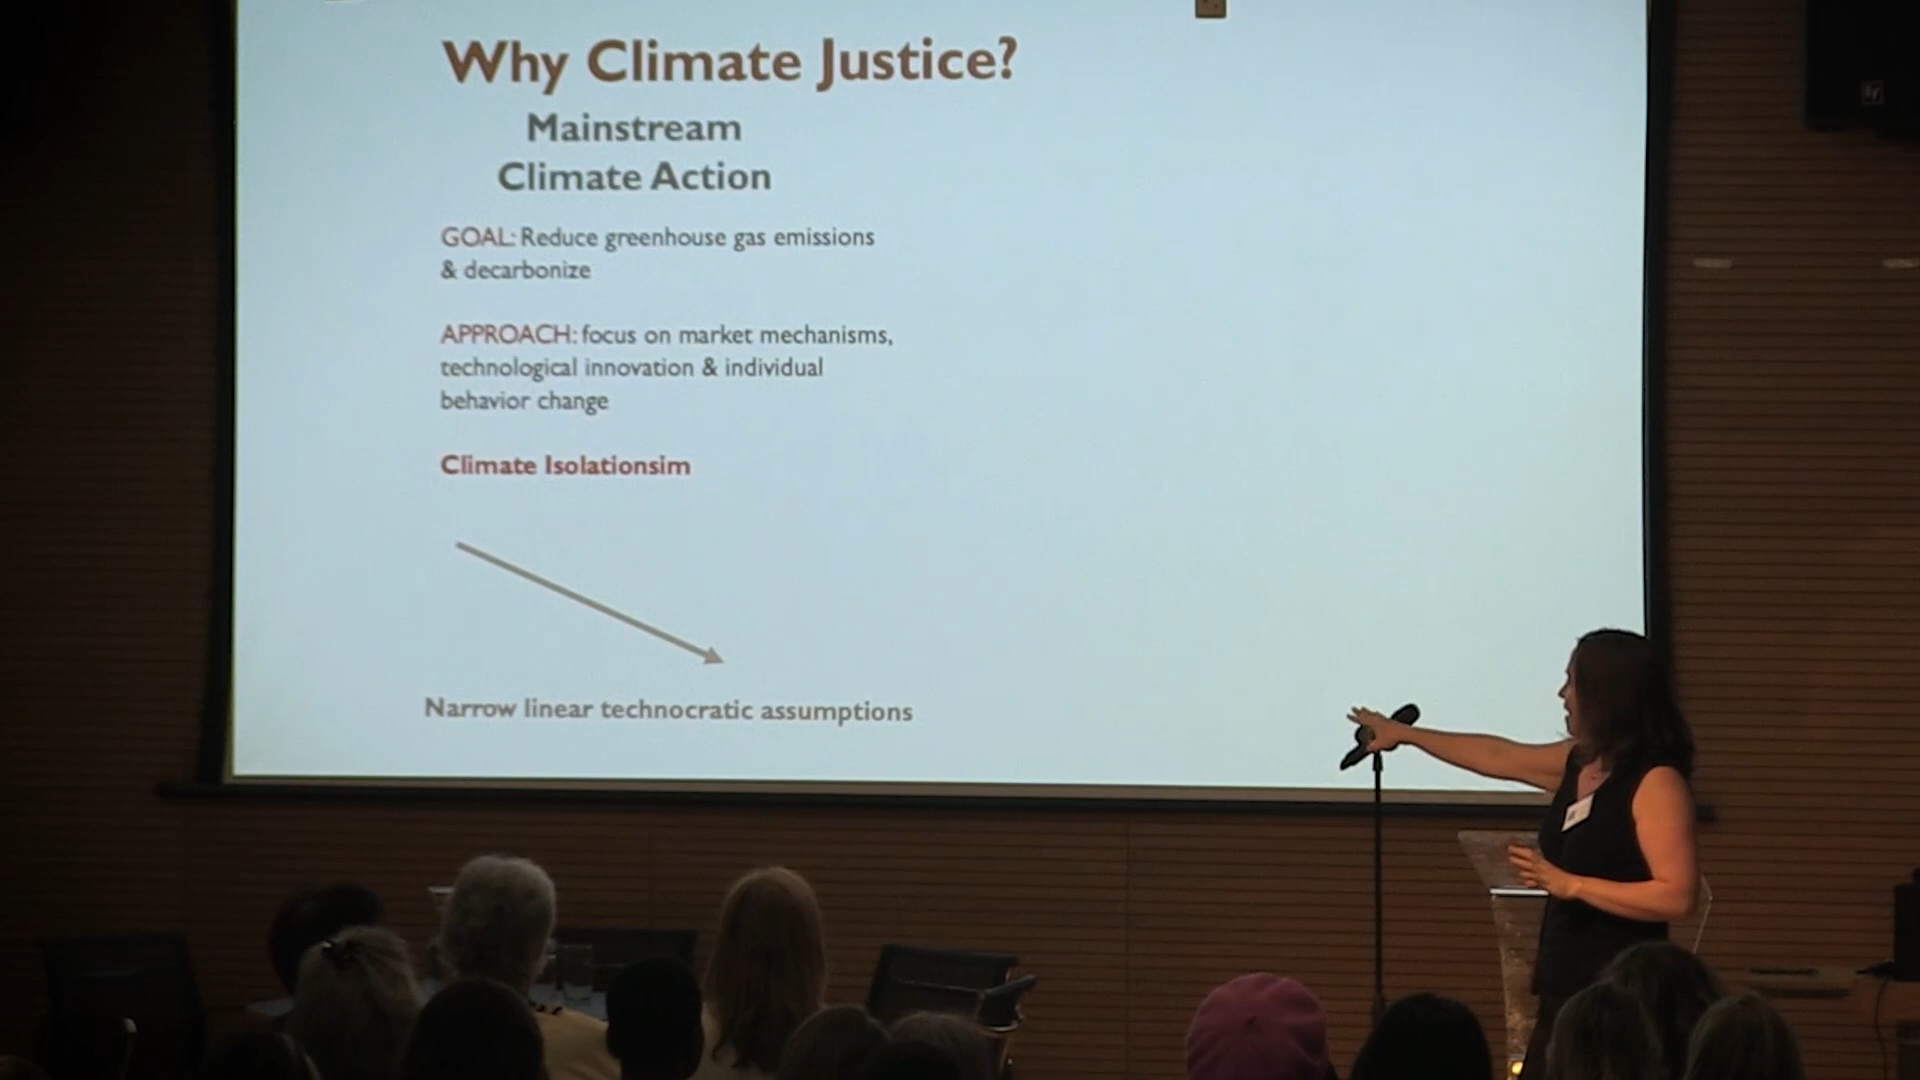 Why Climate Justice?
Mainstream
Climate Action
GOAL: Reduce greenhouse gas emissions
& decarbonize
APPROACH: focus on market mechanisms,
technological innovation & individual
behavior change
Climate Isolationsim
Narrow linear technocratic assumptions
EV